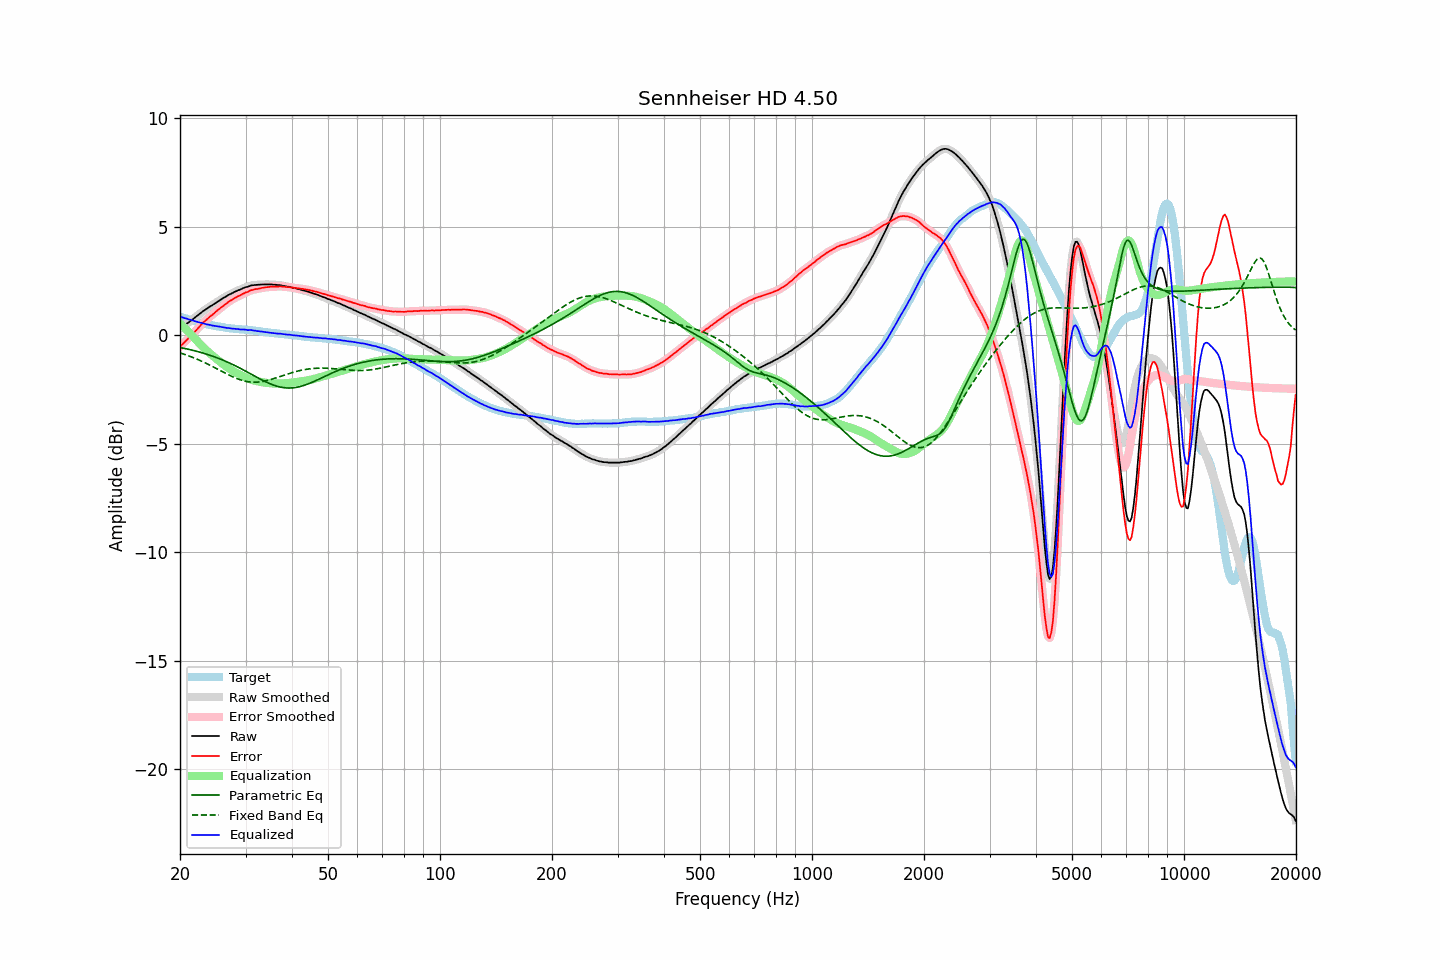 Sennheiser HD 4.50
Amplitude (dBr)
10
5
0
−5
−10
−15
−20
Target
Raw Smoothed
Error Smoothed
Raw
Error
Equalization
Parametric Eq
Fixed Band Eq
Equalized
20 50 100 200 500 1000 2000 5000 10000 20000
Frequency (Hz)